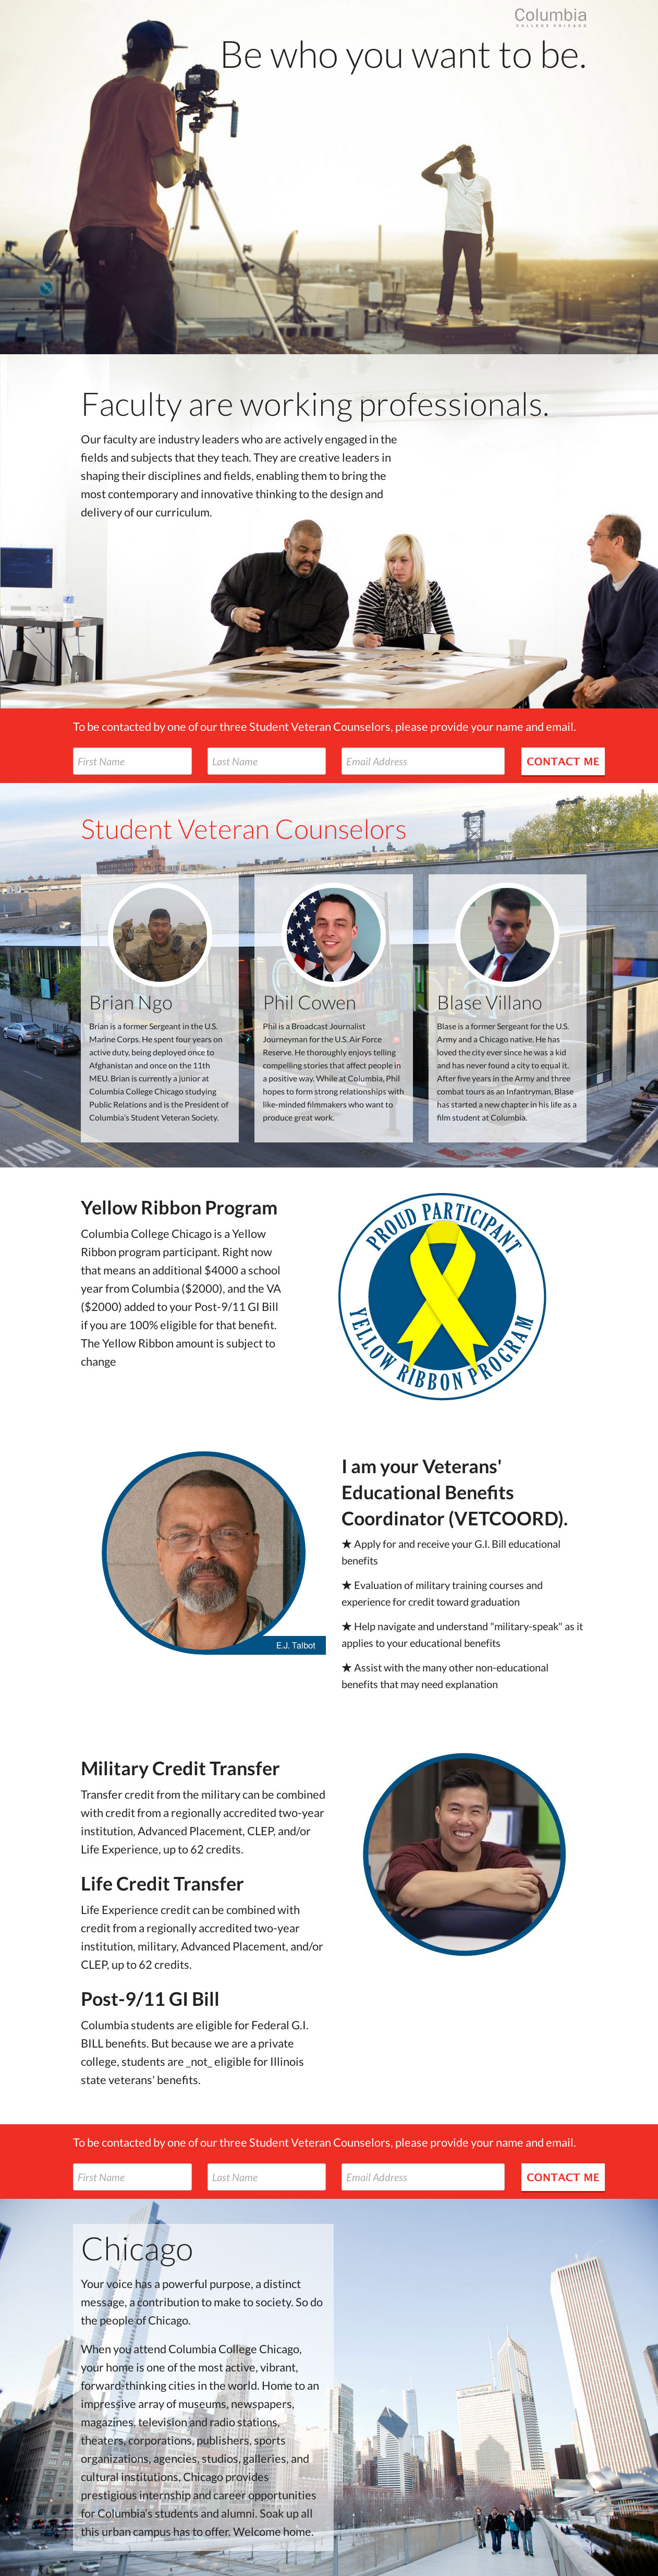 Columbia
COLLEGE CHICAGO
Be who you want to be.
Faculty are working professionals.
Our faculty are industry leaders who are actively engaged in the
fields and subjects that they teach. They are creative leaders in
shaping their disciplines and fields, enabling them to bring the
most contemporary and innovative thinking to the design and
delivery of our curriculum.
To be contacted by one of our three Student Veteran Counselors, please provide your name and email.
First Name
Last Name
Email Address
CONTACT ME
Student Veteran Counselors
Brian Ngo
Brian is a former Sergeant in the U.S.
Marine Corps. He spent four years on
active duty, being deployed once to
Afghanistan and once on the 11th
MEU. Brian is currently a junior at
Columbia College Chicago studying
Public Relations and is the President of
Columbia's Student Veteran Society.
Phil Cowen
Phil is a Broadcast Journalist
Journeyman for the U.S. Air Force
Reserve. He thoroughly enjoys telling
compelling stories that affect people in
a positive way. While at Columbia, Phil
hopes to form strong relationships with
like-minded filmmakers who want to
produce great work.
Blase Villano
Blase is a former Sergeant for the U.S.
Army and a Chicago native. He has
loved the city ever since he was a kid
and has never found a city to equal it.
After five years in the Army and three
combat tours as an Infantryman, Blase
has started a new chapter in his life as a
film student at Columbia.
ONLY
Yellow Ribbon Program
Columbia College Chicago is a Yellow
Ribbon program participant. Right now
that means an additional $4000 a school
year from Columbia ($2000), and the VA
($2000) added to your Post-9/11 GI Bill
if you are 100% eligible for that benefit.
The Yellow Ribbon amount is subject to
change
PROUD PARTICIPANT
YELLOW RIBBON PROGRAM
E.J. Talbot
I am your Veterans'
Educational Benefits
Coordinator (VETCOORD).
★ Apply for and receive your G.I. Bill educational
benefits
★ Evaluation of military training courses and
experience for credit toward graduation
★ Help navigate and understand "military-speak" as it
applies to your educational benefits
★ Assist with the many other non-educational
benefits that may need explanation
Military Credit Transfer
Transfer credit from the military can be combined
with credit from a regionally accredited two-year
institution, Advanced Placement, CLEP, and/or
Life Experience, up to 62 credits.
Life Credit Transfer
Life Experience credit can be combined with
credit from a regionally accredited two-year
institution, military, Advanced Placement, and/or
CLEP, up to 62 credits.
Post-9/11 GI Bill
Columbia students are eligible for Federal G.I.
BILL benefits. But because we are a private
college, students are _not_ eligible for Illinois
state veterans' benefits.
To be contacted by one of our three Student Veteran Counselors, please provide your name and email.
First Name
Last Name
Email Address
CONTACT ME
Chicago
Your voice has a powerful purpose, a distinct
message, a contribution to make to society. So do
the people of Chicago.
When you attend Columbia College Chicago,
your home is one of the most active, vibrant,
forward-thinking cities in the world. Home to an
impressive array of museums, newspapers,
magazines, television and radio stations,
theaters, corporations, publishers, sports
organizations, agencies, studios, galleries, and
cultural institutions, Chicago provides
prestigious internship and career opportunities
for Columbia's students and alumni. Soak up all
this urban campus has to offer. Welcome home.